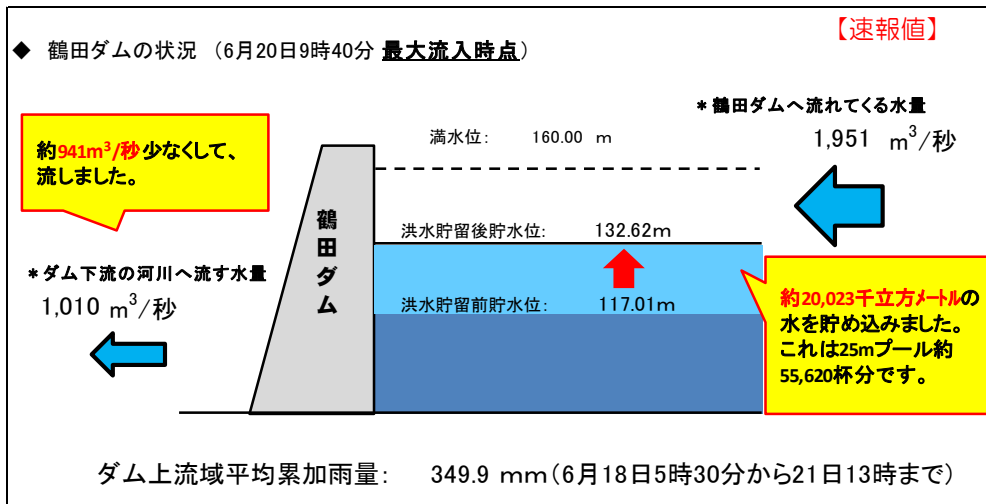 【速報値】
◆ 鶴田ダムの状況 （6月20日9時40分 最大流入時点）
＊鶴田ダムへ流れてくる水量
1,951 m³/秒
満水位： 160.00 m
約941m³/秒少なくして、
流しました。
鶴田ダム
洪水貯留後貯水位: 132.62m
＊ダム下流の河川へ流す水量
1,010 m³/秒
洪水貯留前貯水位: 117.01m
約20,023千立方メートルの
水を貯め込みました。
これは25mプール約
55,620杯分です。
ダム上流域平均累加雨量： 349.9 mm（6月18日5時30分から21日13時まで）